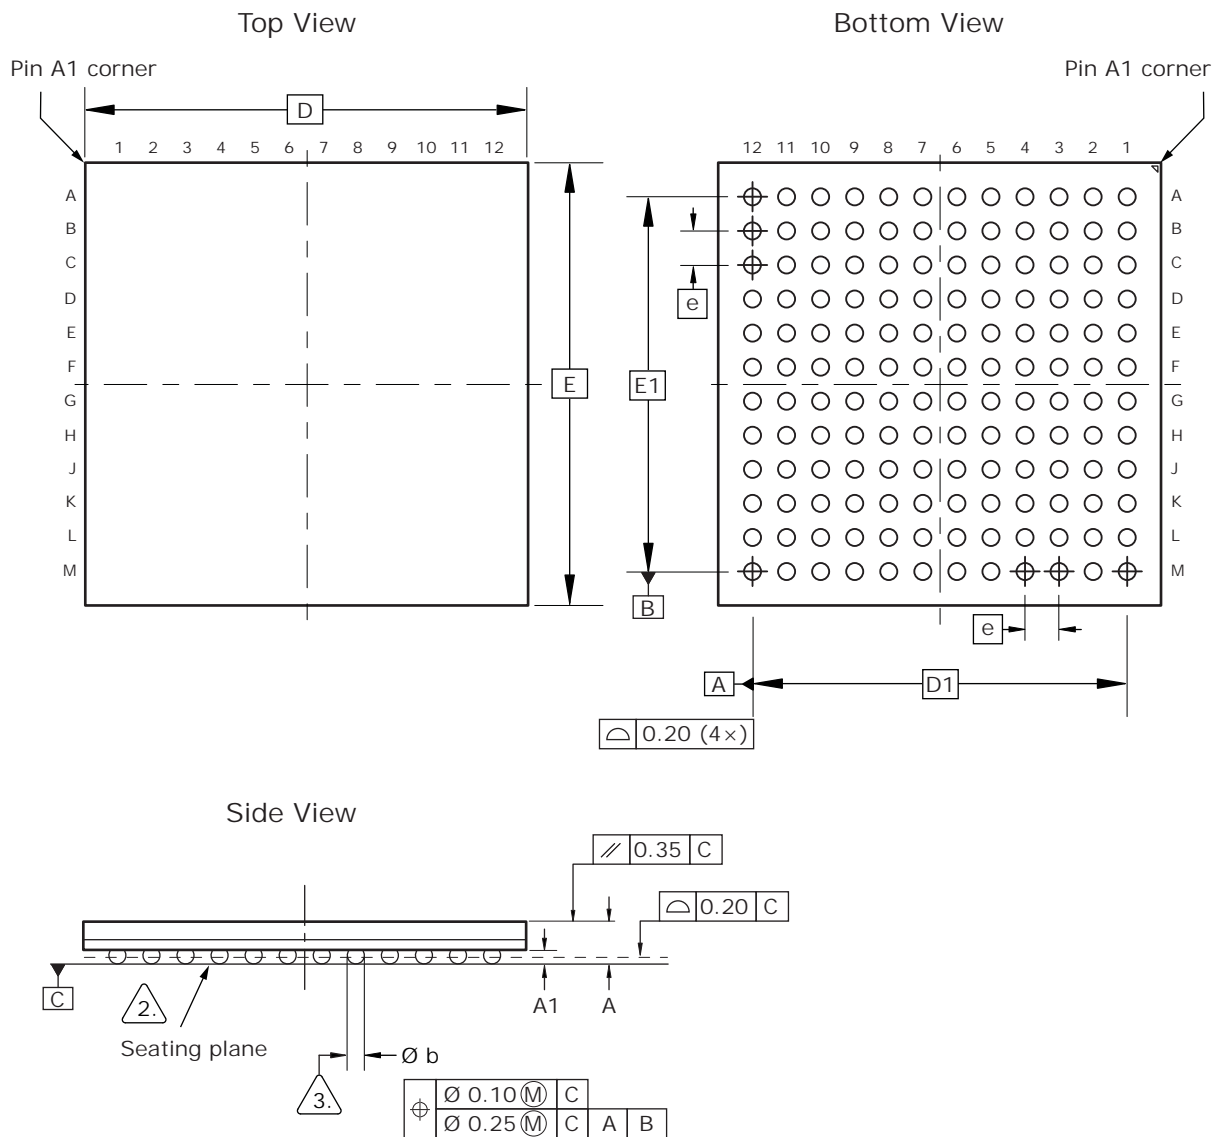 Top View
Bottom View
Pin A1 corner
Pin A1 corner
D
1 2 3 4 5 6 7 8 9 10 11 12
12 11 10 9 8 7 6 5 4 3 2 1
A
B
C
D
E
F
G
H
J
K
L
M
E
A
B
C
D
E
F
G
H
J
K
L
M
e
E1
B
e
A
D1
0.20 (4×)
Side View
// 0.35 C
0.20 C
C
2.
A1
A
Seating plane
Ø b
3.
Ø 0.10 Ⓜ C
Ø 0.25 Ⓜ C A B